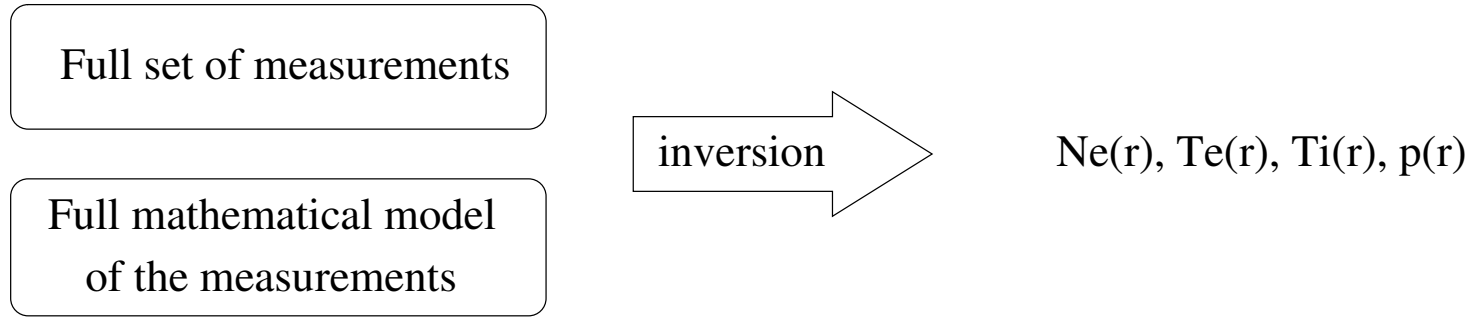 Full set of measurements
Full mathematical model
of the measurements
inversion
Ne(r), Te(r), Ti(r), p(r)